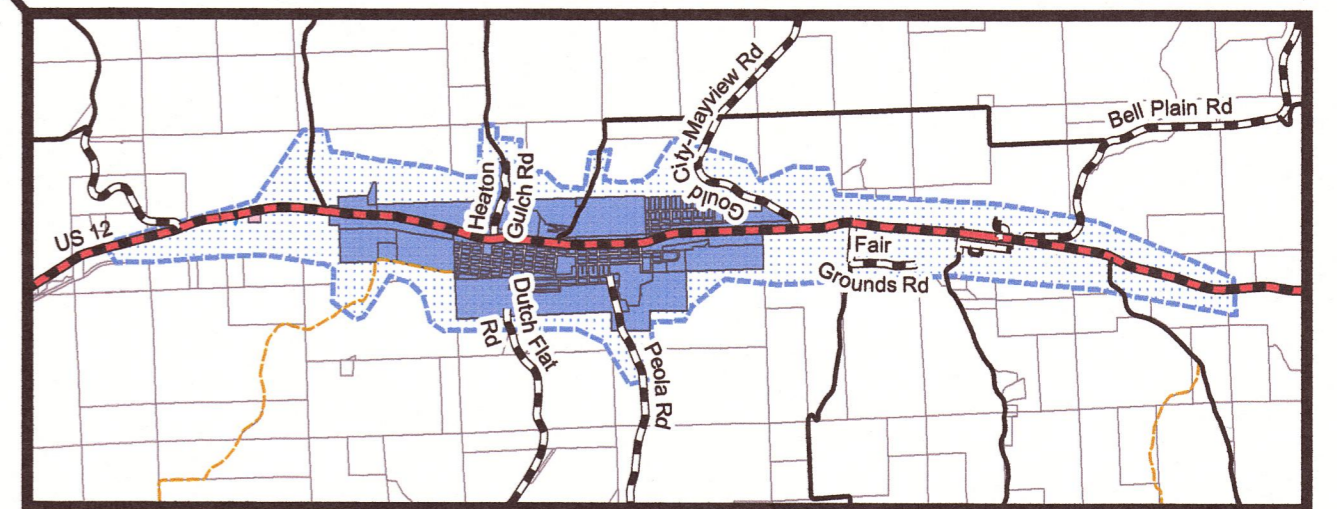 City-Mayview Rd
Gould
Bell Plain Rd
Heaton
Gulch Rd
US 12
Fair
Grounds Rd
Dutch Flat
Rd
Peola Rd